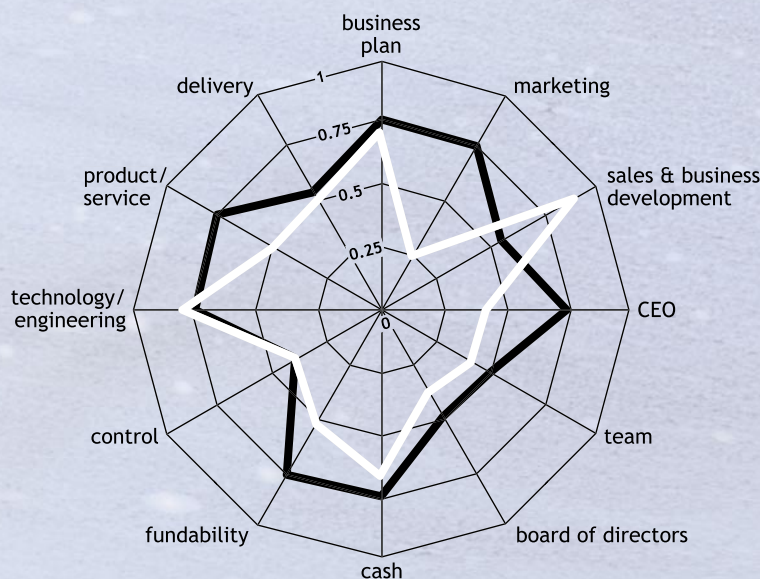 business
plan
marketing
sales & business
development
CEO
team
board of directors
cash
fundability
control
technology/
engineering
product/
service
delivery
1
0.75
0.5
0.25
0